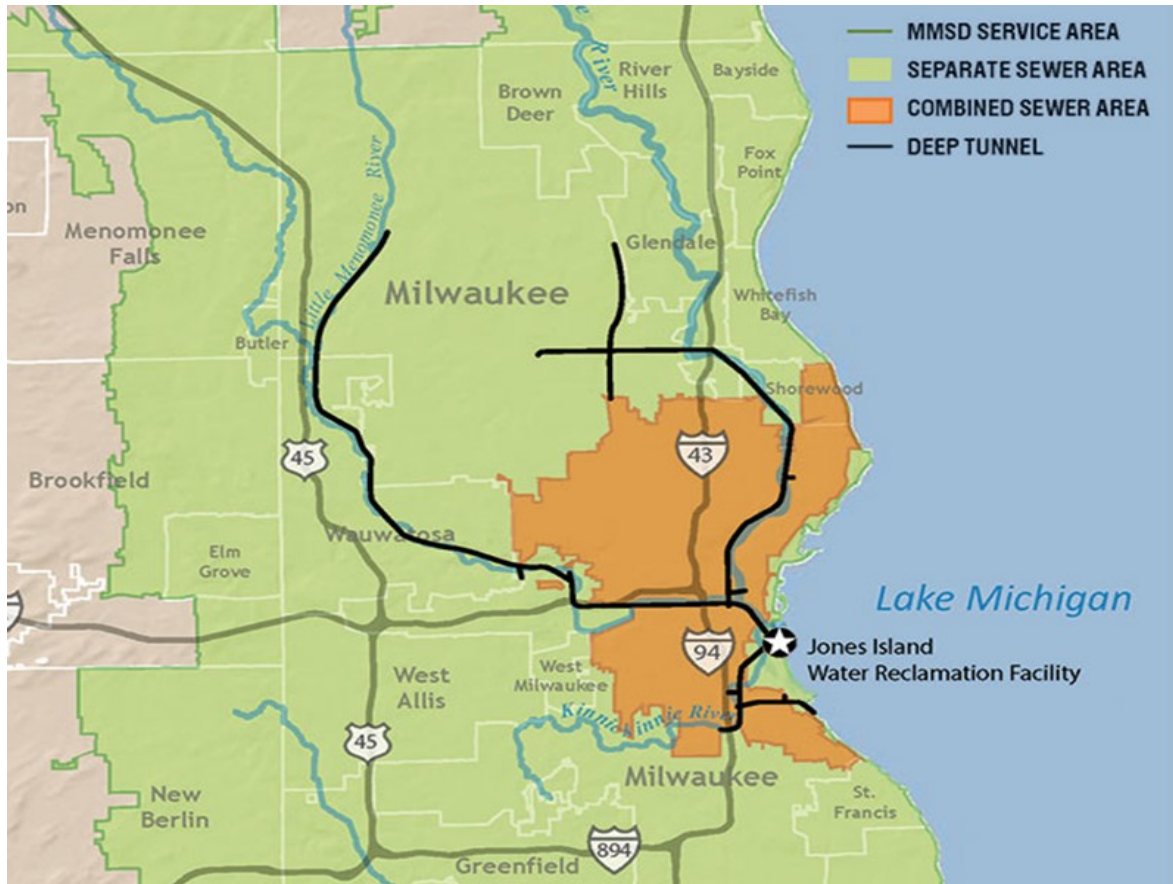 MMSD SERVICE AREA
SEPARATE SEWER AREA
COMBINED SEWER AREA
DEEP TUNNEL
River
River
Hills
Bayside
Brown
Deer
Fox
Point
Little Menomonee River
Menomonee
Falls
Glendale
Milwaukee
Whitefish
Bay
Butler
Shorewood
45
43
Brookfield
Wauwatosa
Elm
Grove
Lake Michigan
94
Jones Island
Water Reclamation Facility
West
Allis
West
Milwaukee
Kinnickinnic River
45
Milwaukee
New
Berlin
St.
Francis
894
Greenfield